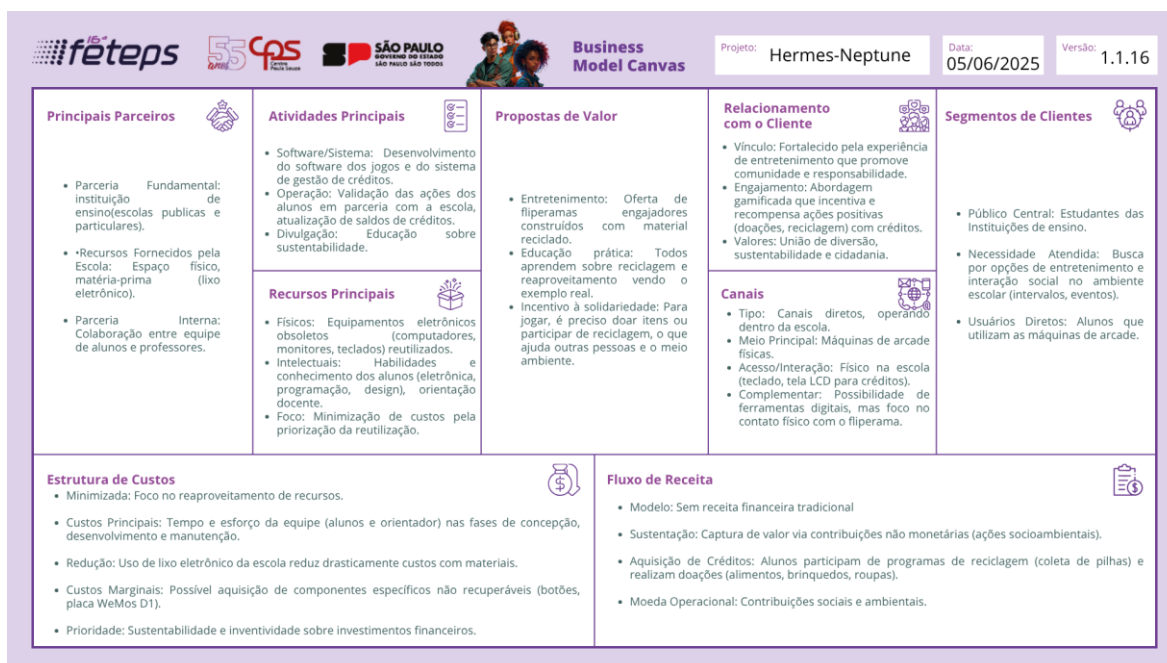 16ª
feteps
55
anos
CPS
Centro
Paula Souza
SÃO PAULO
GOVERNO DO ESTADO
SÃO PAULO SÃO TODOS
Business
Model Canvas
Projeto:
Hermes-Neptune
Data:
05/06/2025
Versão:
1.1.16
Principais Parceiros
• Parceria Fundamental:
instituição de
ensino(escolas publicas e
particulares).
• •Recursos Fornecidos pela
Escola: Espaço físico,
matéria-prima (lixo
eletrônico).
• Parceria Interna:
Colaboração entre equipe
de alunos e professores.
Atividades Principais
• Software/Sistema: Desenvolvimento
do software dos jogos e do sistema
de gestão de créditos.
• Operação: Validação das ações dos
alunos em parceria com a escola,
atualização de saldos de créditos.
• Divulgação: Educação sobre
sustentabilidade.
Recursos Principais
• Físicos: Equipamentos eletrônicos
obsoletos (computadores,
monitores, teclados) reutilizados.
• Intelectuais: Habilidades e
conhecimento dos alunos (eletrônica,
programação, design), orientação
docente.
• Foco: Minimização de custos pela
priorização da reutilização.
Propostas de Valor
• Entretenimento: Oferta de
fliperamas engajadores
construídos com material
reciclado.
• Educação prática: Todos
aprendem sobre reciclagem e
reaproveitamento vendo o
exemplo real.
• Incentivo à solidariedade: Para
jogar, é preciso doar itens ou
participar de reciclagem, o que
ajuda outras pessoas e o meio
ambiente.
Relacionamento
com o Cliente
• Vínculo: Fortalecido pela experiência
de entretenimento que promove
comunidade e responsabilidade.
• Engajamento: Abordagem
gamificada que incentiva e
recompensa ações positivas
(doações, reciclagem) com créditos.
• Valores: União de diversão,
sustentabilidade e cidadania.
Canais
• Tipo: Canais diretos, operando
dentro da escola.
• Meio Principal: Máquinas de arcade
físicas.
• Acesso/Interação: Físico na escola
(teclado, tela LCD para créditos).
• Complementar: Possibilidade de
ferramentas digitais, mas foco no
contato físico com o fliperama.
Segmentos de Clientes
• Público Central: Estudantes das
Instituições de ensino.
• Necessidade Atendida: Busca
por opções de entretenimento e
interação social no ambiente
escolar (intervalos, eventos).
• Usuários Diretos: Alunos que
utilizam as máquinas de arcade.
Estrutura de Custos
• Minimizada: Foco no reaproveitamento de recursos.
• Custos Principais: Tempo e esforço da equipe (alunos e orientador) nas fases de concepção,
desenvolvimento e manutenção.
• Redução: Uso de lixo eletrônico da escola reduz drasticamente custos com materiais.
• Custos Marginais: Possível aquisição de componentes específicos não recuperáveis (botões,
placa WeMos D1).
• Prioridade: Sustentabilidade e inventividade sobre investimentos financeiros.
Fluxo de Receita
• Modelo: Sem receita financeira tradicional
• Sustentação: Captura de valor via contribuições não monetárias (ações socioambientais).
• Aquisição de Créditos: Alunos participam de programas de reciclagem (coleta de pilhas) e
realizam doações (alimentos, brinquedos, roupas).
• Moeda Operacional: Contribuições sociais e ambientais.